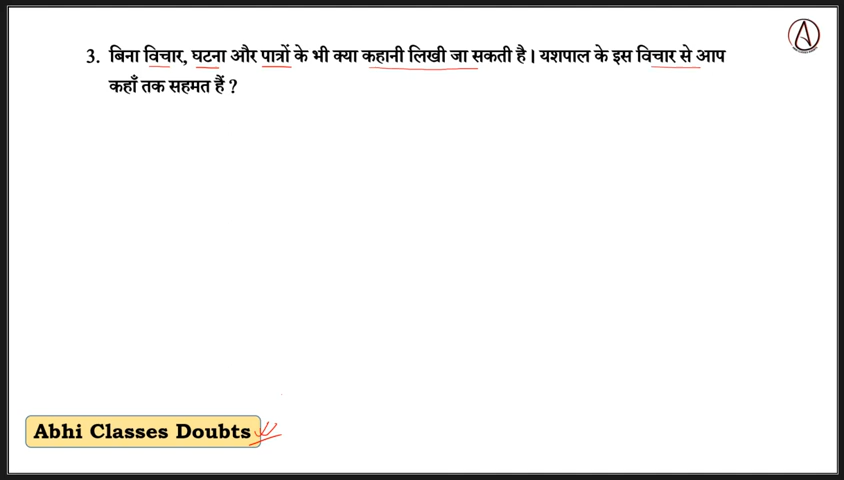 3. बिना विचार, घटना और पात्रों के भी क्या कहानी लिखी जा सकती है। यशपाल के इस विचार से आप
कहाँ तक सहमत हैं ?
Abhi Classes Doubts